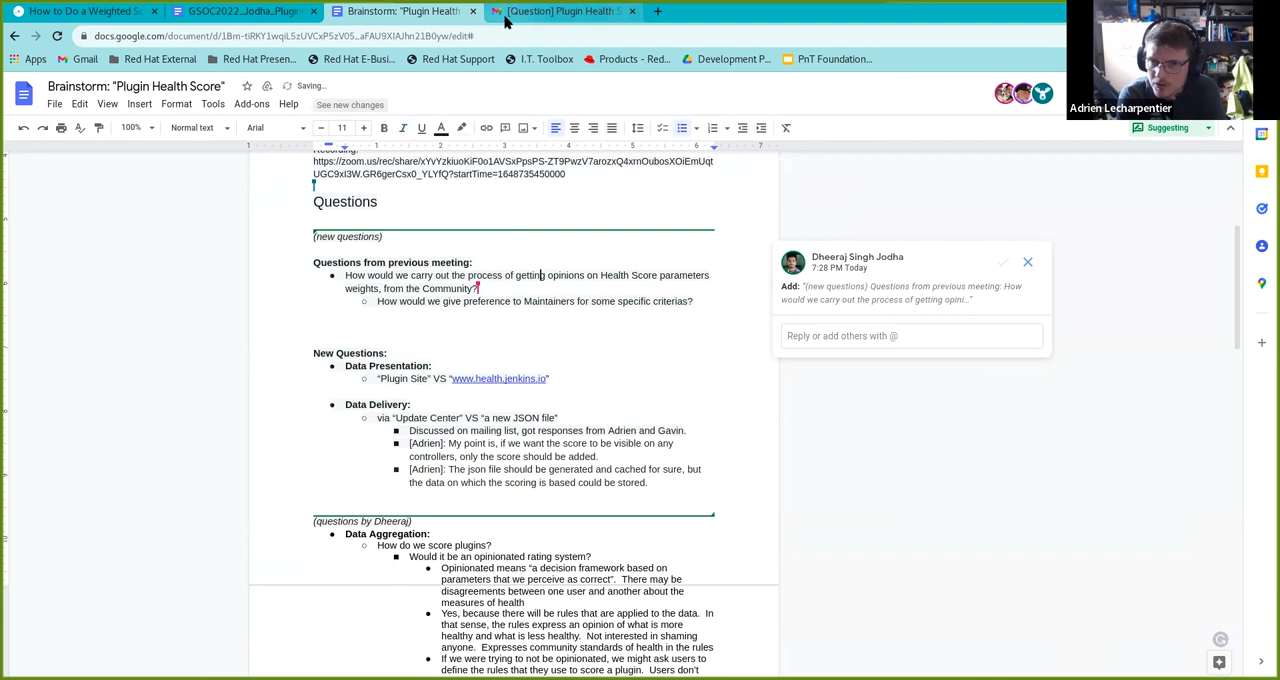 How to Do a Weighted Sc
GSOC2022_Jodha_Plugin
Brainstorm: "Plugin Health
[Question] Plugin Health S
docs.google.com/document/d/1Bm-tiRKY1wqiL5zUVCxP5zV05_aFAU9XIAJhn21B0yw/edit#
Apps
Gmail
Red Hat External
Red Hat Presen...
Red Hat E-Busi...
Red Hat Support
I.T. Toolbox
Products - Red...
Development P...
PnT Foundation...
Adrien Lecharpentier
Brainstorm: "Plugin Health Score"
Saving...
File Edit View Insert Format Tools Add-ons Help
See new changes
100%
Normal text
Arial
11
Suggesting
1 1 2 3 4 5 6 7
https://zoom.us/rec/share/xYvYzkiuoKiF0o1AVSxPpsPS-ZT9PwzV7arozxQ4xrnOubosXOiEmUqt
UGC9xI3W.GR6gerCsx0_YLYfQ?startTime=1648735450000
Questions
(new questions)
Questions from previous meeting:
● How would we carry out the process of getting opinions on Health Score parameters
weights, from the Community?
○ How would we give preference to Maintainers for some specific criterias?
New Questions:
● Data Presentation:
○ “Plugin Site” VS “www.health.jenkins.io”
● Data Delivery:
○ via “Update Center” VS “a new JSON file”
■ Discussed on mailing list, got responses from Adrien and Gavin.
■ [Adrien]: My point is, if we want the score to be visible on any
controllers, only the score should be added.
■ [Adrien]: The json file should be generated and cached for sure, but
the data on which the scoring is based could be stored.
(questions by Dheeraj)
● Data Aggregation:
○ How do we score plugins?
■ Would it be an opinionated rating system?
● Opinionated means “a decision framework based on
parameters that we perceive as correct”. There may be
disagreements between one user and another about the
measures of health
● Yes, because there will be rules that are applied to the data. In
that sense, the rules express an opinion of what is more
healthy and what is less healthy. Not interested in shaming
anyone. Expresses community standards of health in the rules
● If we were trying to not be opinionated, we might ask users to
define the rules that they use to score a plugin. Users don’t
Dheeraj Singh Jodha
7:28 PM Today
Add: “(new questions) Questions from previous meeting: How
would we carry out the process of getting opini...”
Reply or add others with @